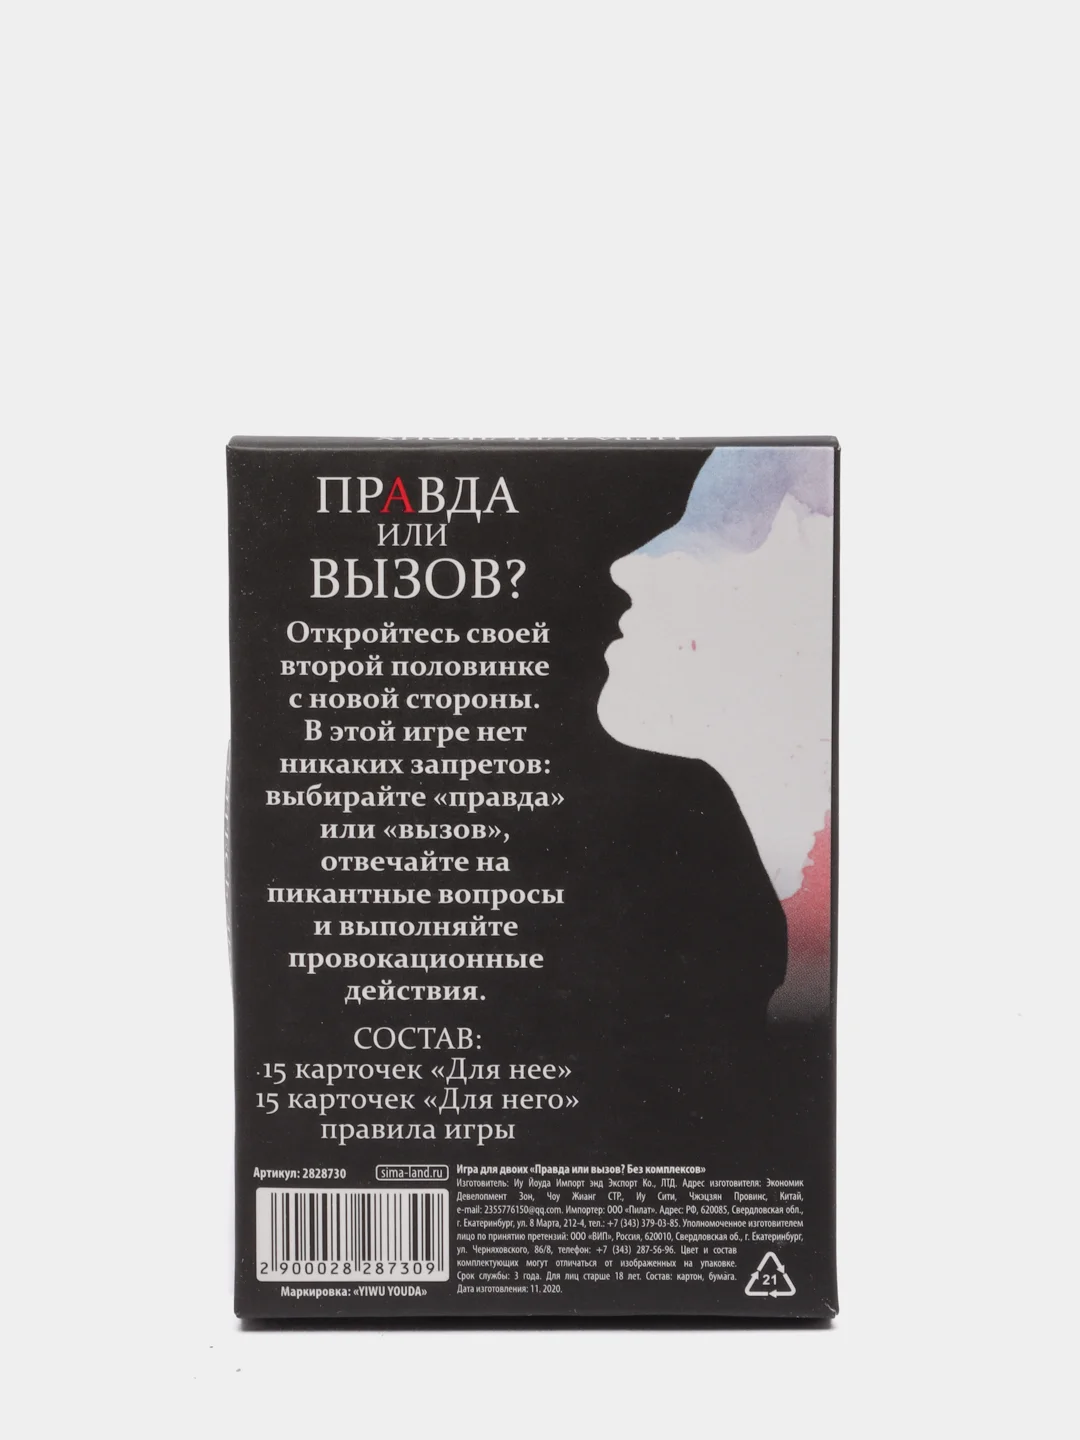 ПРАВДА
ИЛИ
ВЫЗОВ?
Откройтесь своей
второй половинке
с новой стороны.
В этой игре нет
никаких запретов:
выбирайте «правда»
или «вызов»,
отвечайте на
пикантные вопросы
и выполняйте
провокационные
действия.
СОСТАВ:
15 карточек «Для нее»
15 карточек «Для него»
правила игры
Артикул: 2828730
sima-land.ru
2 900028 287309
Маркировка: «YIWU YOUDA»
Игра для двоих «Правда или вызов? Без комплексов»
Изготовитель: Иу Йоуда Импорт энд Экспорт Ко., ЛТД. Адрес изготовителя: Экономик
Девелопмент Зон, Чоу Жианг СТР., Иу Сити, Чжэцзян Провинс, Китай,
e-mail: 2355776150@qq.com. Импортер: ООО «Пилат». Адрес: РФ, 620085, Свердловская обл.,
г. Екатеринбург, ул. 8 Марта, 212-4, тел.: +7 (343) 379-03-85. Уполномоченное изготовителем
лицо по принятию претензий: ООО «ВИП», Россия, 620010, Свердловская об., г. Екатеринбург,
ул. Черняховского, 86/8, телефон: +7 (343) 287-56-96. Цвет и состав
комплектующих могут отличаться от изображенных на упаковке.
Срок службы: 3 года. Для лиц старше 18 лет. Состав: картон, бумага.
Дата изготовления: 11. 2020.
21